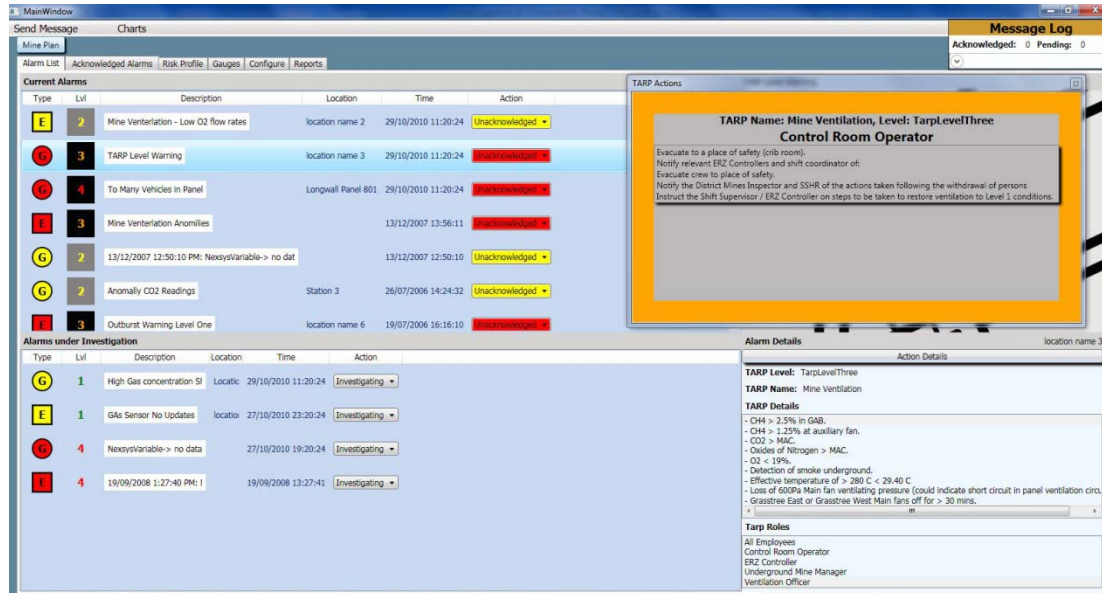 MainWindow
Send Message Charts
Message Log
Mine Plan
Acknowledged: 0 Pending: 0
Alarm List Acknowledged Alarms Risk Profile Gauges Configure Reports
Current Alarms
Type Lvl Description Location Time Action
E 2 Mine Venterlation - Low O2 flow rates location name 2 29/10/2010 11:20:24 Unacknowledged
G 3 TARP Level Warning location name 3 29/10/2010 11:20:24 Unacknowledged
G 4 To Many Vehicles in Panel Longwall Panel 801 29/10/2010 11:20:24 Unacknowledged
E 3 Mine Venterlation Anomilies 13/12/2007 13:56:11 Unacknowledged
G 2 13/12/2007 12:50:10 PM: NexsysVariable-> no dat 13/12/2007 12:50:10 Unacknowledged
G 2 Anomally CO2 Readings Station 3 26/07/2006 14:24:32 Unacknowledged
E 3 Outburst Warning Level One location name 6 19/07/2006 16:16:10 Unacknowledged
TARP Actions
TARP Name: Mine Ventilation, Level: TarpLevelThree
Control Room Operator
Evacuate to a place of safety (crib room).
Notify relevant ERZ Controllers and shift coordinator of:
Evacuate crew to place of safety.
Notify the District Mines Inspector and SSHR of the actions taken following the withdrawal of persons
Instruct the Shift Supervisor / ERZ Controller on steps to be taken to restore ventilation to Level 1 conditions.
Alarms under Investigation
Type Lvl Description Location Time Action
G 1 High Gas concentration Sl Locatic 29/10/2010 11:20:24 Investigating
E 1 GAs Sensor No Updates locatio 27/10/2010 23:20:24 Investigating
G 4 NexsysVariable-> no data 27/10/2010 19:20:24 Investigating
E 4 19/09/2008 1:27:40 PM: 19/09/2008 13:27:41 Investigating
Alarm Details location name 3
Action Details
TARP Level: TarpLevelThree
TARP Name: Mine Ventilation
TARP Details
- CH4 > 2.5% in GAB.
- CH4 > 1.25% at auxiliary fan.
- CO2 > MAC.
- Oxides of Nitrogen > MAC.
- O2 < 19%.
- Detection of smoke underground.
- Effective temperature of > 280 C < 29.40 C
- Loss of 600Pa Main fan ventilating pressure (could indicate short circuit in panel ventilation circu
- Grasstree East or Grasstree West Main fans off for > 30 mins.
Tarp Roles
All Employees
Control Room Operator
ERZ Controller
Underground Mine Manager
Ventilation Officer